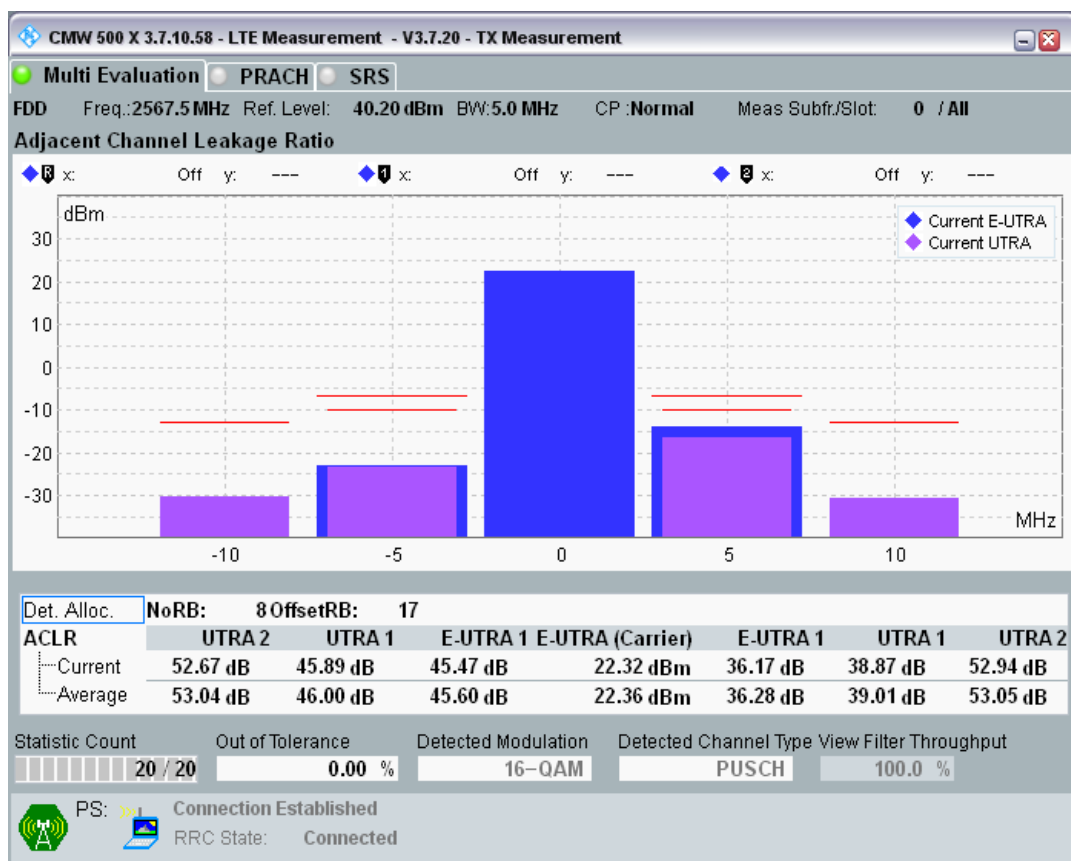 CMW 500 X 3.7.10.58 - LTE Measurement - V3.7.20 - TX Measurement
Multi Evaluation PRACH SRS
FDD Freq.:2567.5 MHz Ref. Level: 40.20 dBm BW:5.0 MHz CP :Normal Meas Subfr./Slot: 0 / All
Adjacent Channel Leakage Ratio
R x: Off y: --- 1 x: Off y: --- 2 x: Off y: ---
dBm
Current E-UTRA
Current UTRA
30
20
10
0
-10
-20
-30
MHz
-10 -5 0 5 10
Det. Alloc. NoRB: 8 OffsetRB: 17
ACLR UTRA 2 UTRA 1 E-UTRA 1 E-UTRA (Carrier) E-UTRA 1 UTRA 1 UTRA 2
Current 52.67 dB 45.89 dB 45.47 dB 22.32 dBm 36.17 dB 38.87 dB 52.94 dB
Average 53.04 dB 46.00 dB 45.60 dB 22.36 dBm 36.28 dB 39.01 dB 53.05 dB
Statistic Count Out of Tolerance Detected Modulation Detected Channel Type View Filter Throughput
20 / 20 0.00 % 16-QAM PUSCH 100.0 %
PS: Connection Established
RRC State: Connected